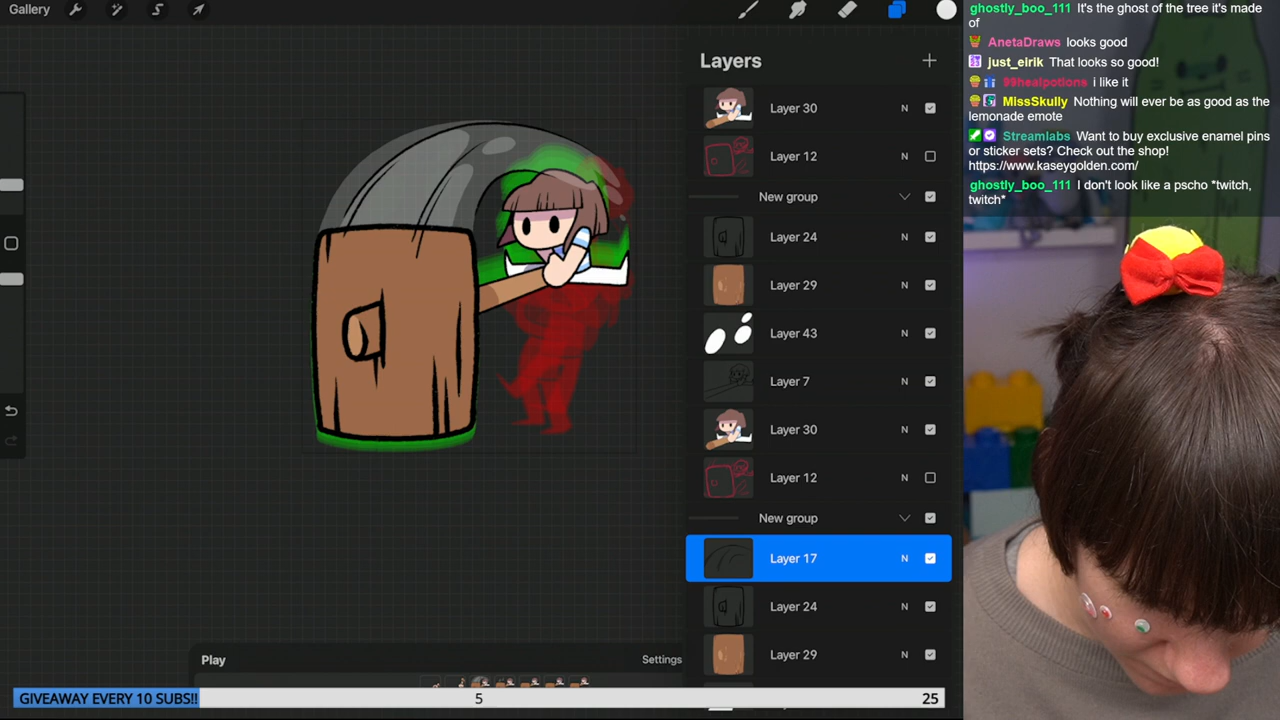 Gallery
Layers
Layer 30
N
Layer 12
N
New group
Layer 24
N
Layer 29
N
Layer 43
N
Layer 7
N
Layer 30
N
Layer 12
N
New group
Layer 17
N
Layer 24
N
Layer 29
N
Play
Settings
GIVEAWAY EVERY 10 SUBS!!
5
25
ghostly_boo_111 It's the ghost of the tree it's made
of
AnetaDraws looks good
just_eirik That looks so good!
99healpotions i like it
MissSkully Nothing will ever be as good as the
lemonade emote
Streamlabs Want to buy exclusive enamel pins
or sticker sets? Check out the shop!
https://www.kaseygolden.com/
ghostly_boo_111 I don't look like a pscho *twitch,
twitch*